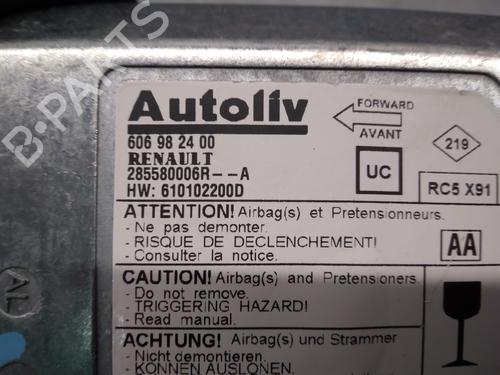 Autoliv
FORWARD
AVANT
219
606 98 24 00
RENAULT
285580006R--A
HW: 610102200D
UC
RC5 X91
ATTENTION! Airbag(s) et Pretensionneurs.
- Ne pas demonter.
- RISQUE DE DECLENCHEMENT!
- Consulter la notice.
AA
CAUTION! Airbag(s) and Pretensioners
- Do not remove.
- TRIGGERING HAZARD!
- Read manual.
ACHTUNG! Airbag(s) und Strammer
- Nicht demontieren.
- KONNEN AUSLONEN.
AL
B-PARTS